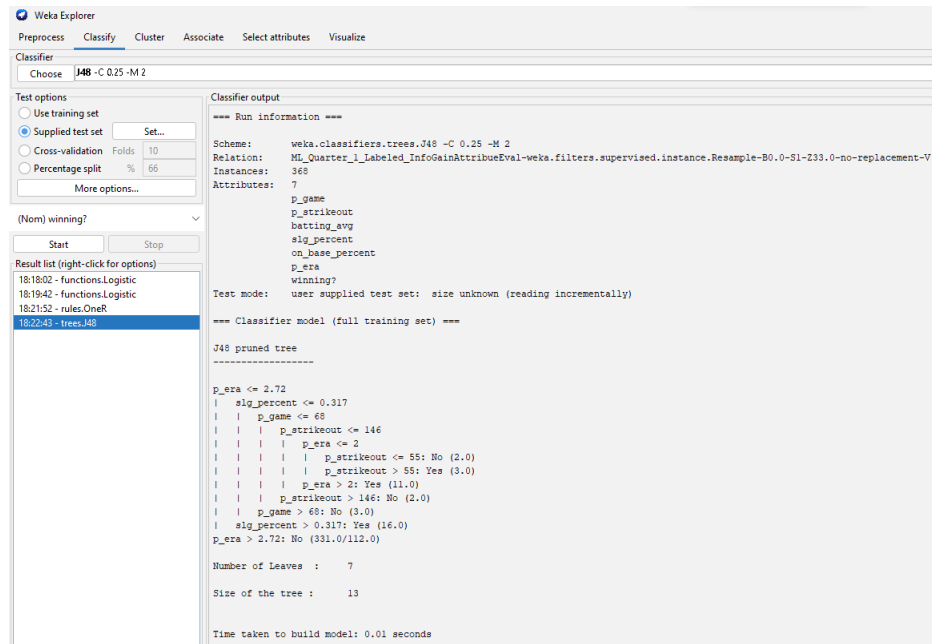 Weka Explorer
Preprocess Classify Cluster Associate Select attributes Visualize
Classifier
Choose J48 -C 0.25 -M 2
Test options
Use training set
Supplied test set Set...
Cross-validation Folds 10
Percentage split % 66
More options...
(Nom) winning?
Start Stop
Result list (right-click for options)
18:18:02 - functions.Logistic
18:19:42 - functions.Logistic
18:21:52 - rules.OneR
18:22:43 - trees.J48
Classifier output
=== Run information ===
Scheme: weka.classifiers.trees.J48 -C 0.25 -M 2
Relation: ML_Quarter_1_Labeled_InfoGainAttribueEval-weka.filters.supervised.instance.Resample-B0.0-S1-Z33.0-no-replacement-V
Instances: 368
Attributes: 7
p_game
p_strikeout
batting_avg
slg_percent
on_base_percent
p_era
winning?
Test mode: user supplied test set: size unknown (reading incrementally)
=== Classifier model (full training set) ===
J48 pruned tree
------------------
p_era <= 2.72
| slg_percent <= 0.317
| | p_game <= 68
| | | p_strikeout <= 146
| | | | p_era <= 2
| | | | | p_strikeout <= 55: No (2.0)
| | | | | p_strikeout > 55: Yes (3.0)
| | | | p_era > 2: Yes (11.0)
| | | p_strikeout > 146: No (2.0)
| | p_game > 68: No (3.0)
| slg_percent > 0.317: Yes (16.0)
p_era > 2.72: No (331.0/112.0)
Number of Leaves : 7
Size of the tree : 13
Time taken to build model: 0.01 seconds